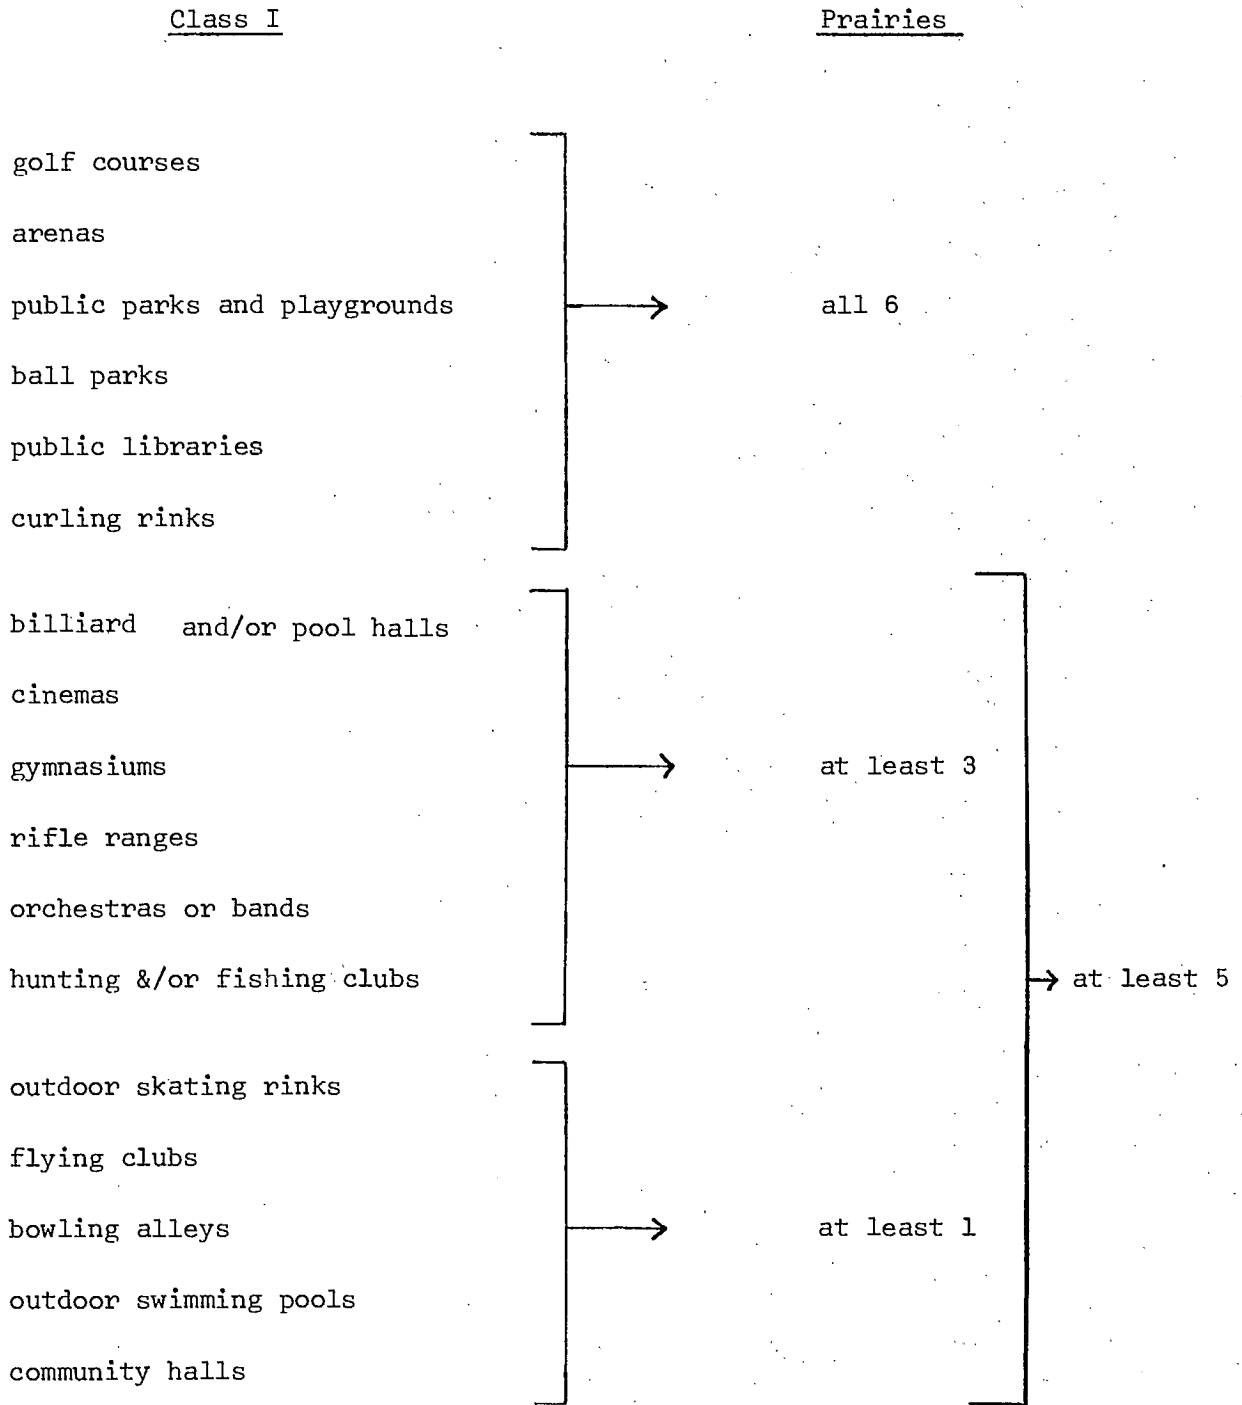 Class I Prairies
golf courses
arenas
public parks and playgrounds all 6
ball parks
public libraries
curling rinks
billiard and/or pool halls
cinemas
gymnasiums at least 3
rifle ranges
orchestras or bands
hunting &/or fishing clubs at least 5
outdoor skating rinks
flying clubs
bowling alleys at least 1
outdoor swimming pools
community halls